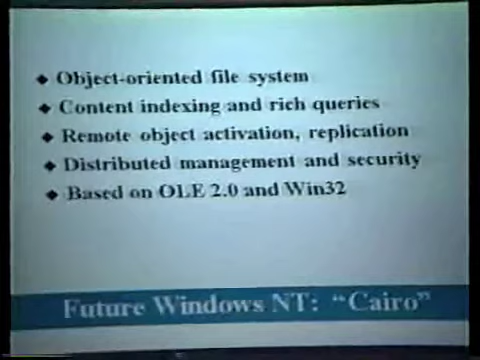 Object-oriented file system
Content indexing and rich queries
Remote object activation, replication
Distributed management and security
Based on OLE 2.0 and Win32
Future Windows NT: “Cairo”